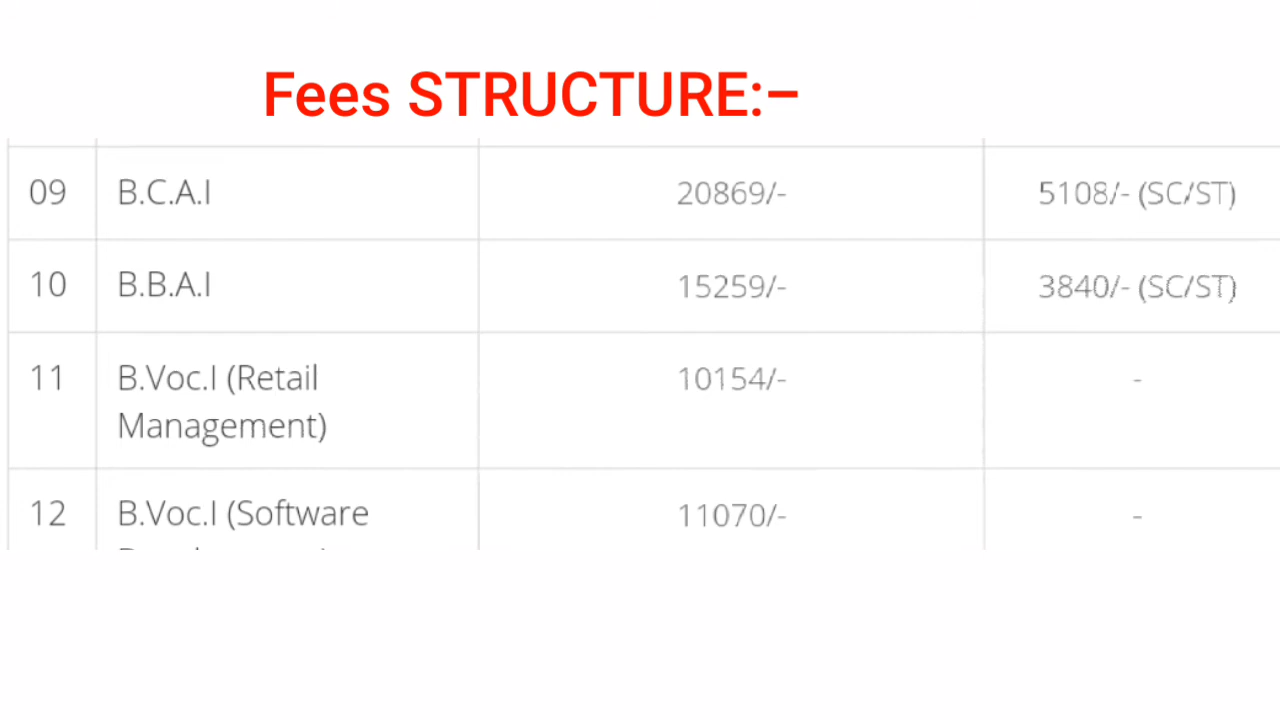 Fees STRUCTURE:–
09 B.C.A.I 20869/- 5108/- (SC/ST)
10 B.B.A.I 15259/- 3840/- (SC/ST)
11 B.Voc.I (Retail 10154/- -
Management)
12 B.Voc.I (Software 11070/- -